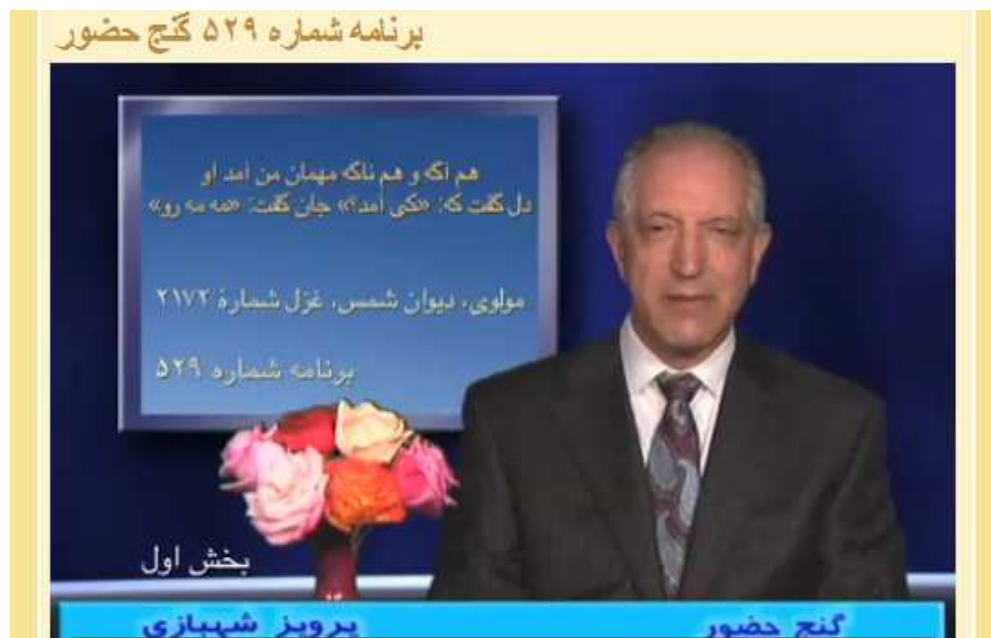 برنامه شماره ۵۲۹ گنج حضور
هم آگه و هم ناگه مهمان من آمد او
دل گفت که: «کی آمد؟» جان گفت: «مه مه رو»
مولوی، دیوان شمس، غزل شمارهٔ ۲۱۷۲
برنامه شماره ۵۲۹
بخش اول
گنج حضور
پرویز شهبازی